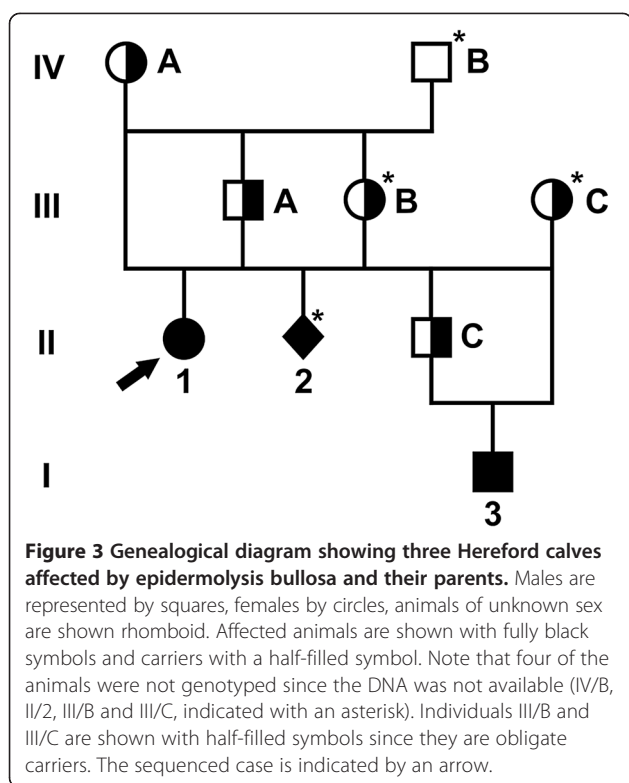 IV A * B
III A * B * C
II 1 * 2 C
I 3
Figure 3 Genealogical diagram showing three Hereford calves
affected by epidermolysis bullosa and their parents. Males are
represented by squares, females by circles, animals of unknown sex
are shown rhomboid. Affected animals are shown with fully black
symbols and carriers with a half-filled symbol. Note that four of the
animals were not genotyped since the DNA was not available (IV/B,
II/2, III/B and III/C, indicated with an asterisk). Individuals III/B and
III/C are shown with half-filled symbols since they are obligate
carriers. The sequenced case is indicated by an arrow.